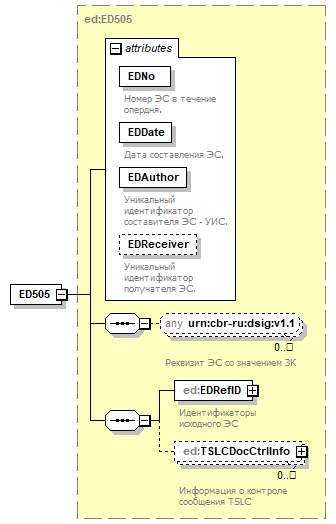 ed:ED505
attributes
EDNo
Номер ЭС в течение
опердня.
EDDate
Дата составления ЭС.
EDAuthor
Уникальный
идентификатор
составителя ЭС - УИС.
EDReceiver
Уникальный
идентификатор
получателя ЭС.
ED505
any urn:cbr-ru:dsig:v1.1
0..□
Реквизит ЭС со значением ЗК
ed:EDRefID
Идентификаторы
исходного ЭС
ed:TSLCDocCtrlInfo
0..□
Информация о контроле
сообщения TSLC